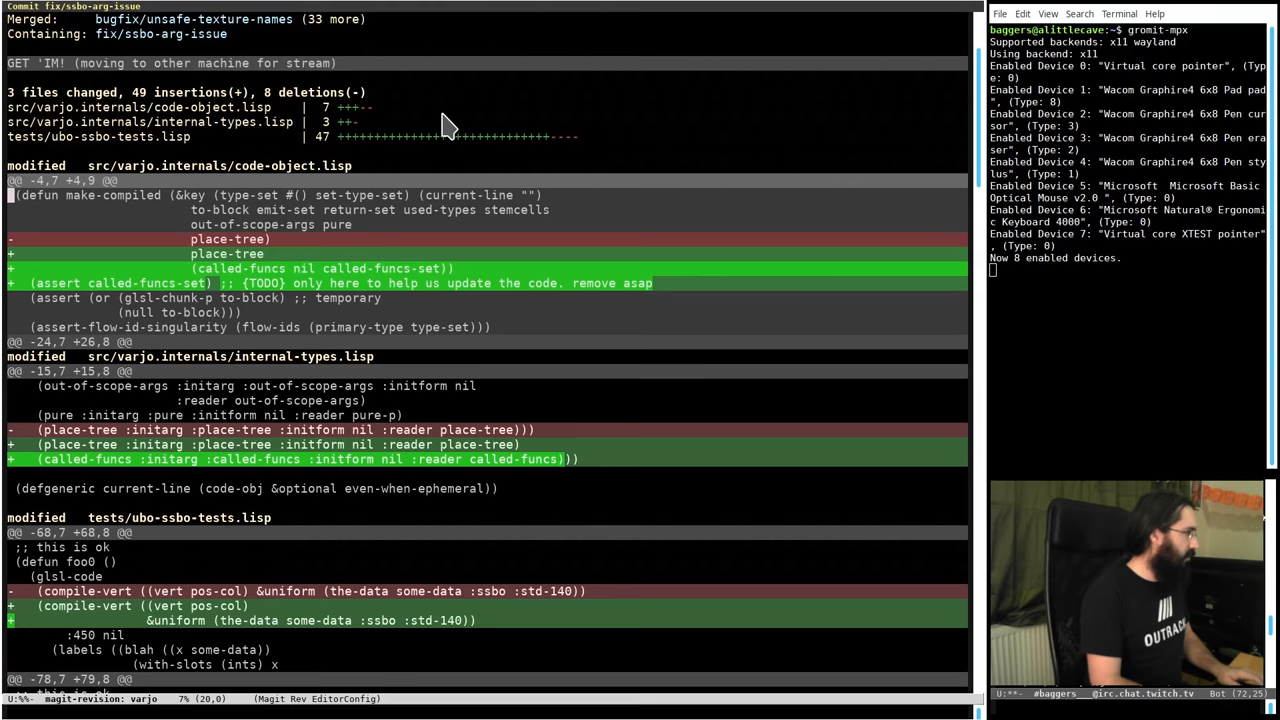 Commit fix/ssbo-arg-issue
Merged:     bugfix/unsafe-texture-names (33 more)
Containing: fix/ssbo-arg-issue
GET 'IM! (moving to other machine for stream)
3 files changed, 49 insertions(+), 8 deletions(-)
src/varjo.internals/code-object.lisp    |  7 +++--
src/varjo.internals/internal-types.lisp |  3 ++-
tests/ubo-ssbo-tests.lisp               | 47 +++++++++++++++++++++++++++++----
modified   src/varjo.internals/code-object.lisp
@@ -4,7 +4,9 @@
(defun make-compiled (&key (type-set #() set-type-set) (current-line "")
to-block emit-set return-set used-types stemcells
out-of-scope-args pure
-                        place-tree)
+                        place-tree
+                        (called-funcs nil called-funcs-set))
+  (assert called-funcs-set) ;; {TODO} only here to help us update the code. remove asap
(assert (or (glsl-chunk-p to-block) ;; temporary
(null to-block)))
(assert-flow-id-singularity (flow-ids (primary-type type-set)))
@@ -24,7 +26,8 @@
modified   src/varjo.internals/internal-types.lisp
@@ -15,7 +15,8 @@
(out-of-scope-args :initarg :out-of-scope-args :initform nil
:reader out-of-scope-args)
(pure :initarg :pure :initform nil :reader pure-p)
-   (place-tree :initarg :place-tree :initform nil :reader place-tree)))
+   (place-tree :initarg :place-tree :initform nil :reader place-tree)
+   (called-funcs :initarg :called-funcs :initform nil :reader called-funcs)))
(defgeneric current-line (code-obj &optional even-when-ephemeral))
modified   tests/ubo-ssbo-tests.lisp
@@ -68,7 +68,8 @@
;; this is ok
(defun foo0 ()
(glsl-code
-   (compile-vert ((vert pos-col) &uniform (the-data some-data :ssbo :std-140))
+   (compile-vert ((vert pos-col)
+                  &uniform (the-data some-data :ssbo :std-140))
:450 nil
(labels ((blah ((x some-data))
(with-slots (ints) x
@@ -78,7 +79,8 @@
U:%%-  magit-revision: varjo   7% (20,0)    (Magit Rev EditorConfig)
File Edit View Search Terminal Help
baggers@alittlecave:~$ gromit-mpx
Supported backends: x11 wayland
Using backend: x11
Enabled Device 0: "Virtual core pointer", (Typ
e: 0)
Enabled Device 1: "Wacom Graphire4 6x8 Pad pad
", (Type: 8)
Enabled Device 2: "Wacom Graphire4 6x8 Pen cur
sor", (Type: 3)
Enabled Device 3: "Wacom Graphire4 6x8 Pen era
ser", (Type: 2)
Enabled Device 4: "Wacom Graphire4 6x8 Pen sty
lus", (Type: 1)
Enabled Device 5: "Microsoft  Microsoft Basic
Optical Mouse v2.0 ", (Type: 0)
Enabled Device 6: "Microsoft Natural® Ergonomi
c Keyboard 4000", (Type: 0)
Enabled Device 7: "Virtual core XTEST pointer"
, (Type: 0)
Now 8 enabled devices.
OUTRACK
U:**-  #baggers___@irc.chat.twitch.tv   Bot (72,25)